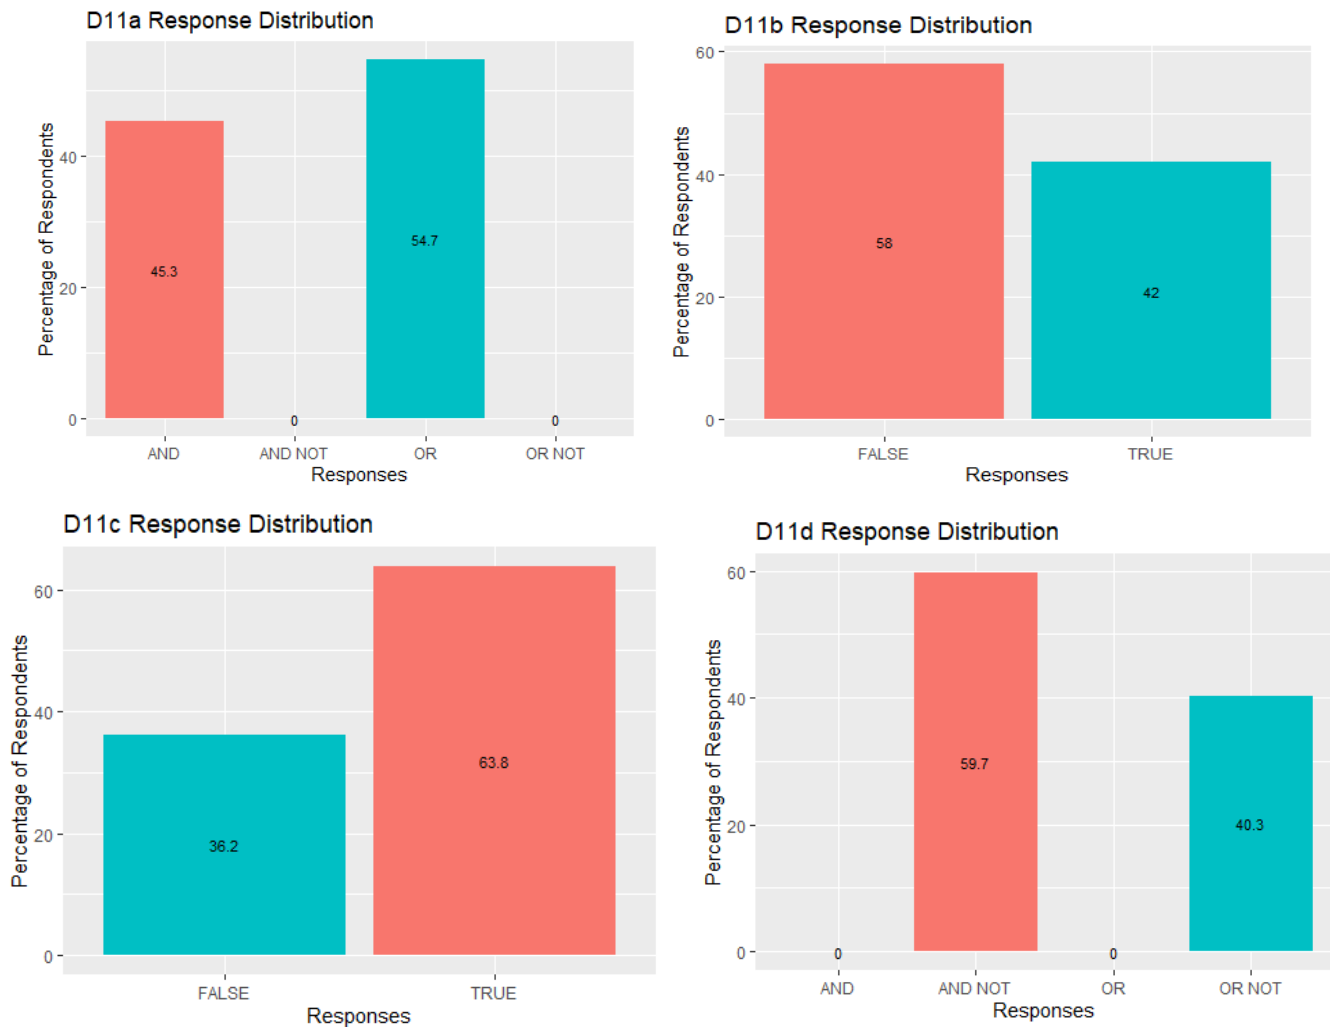 D11a Response Distribution
Percentage of Respondents
40
20
0
45.3
0
54.7
0
AND
AND NOT
OR
OR NOT
Responses
D11b Response Distribution
Percentage of Respondents
60
40
20
0
58
42
FALSE
TRUE
Responses
D11c Response Distribution
Percentage of Respondents
60
40
20
0
36.2
63.8
FALSE
TRUE
Responses
D11d Response Distribution
Percentage of Respondents
60
40
20
0
0
59.7
0
40.3
AND
AND NOT
OR
OR NOT
Responses